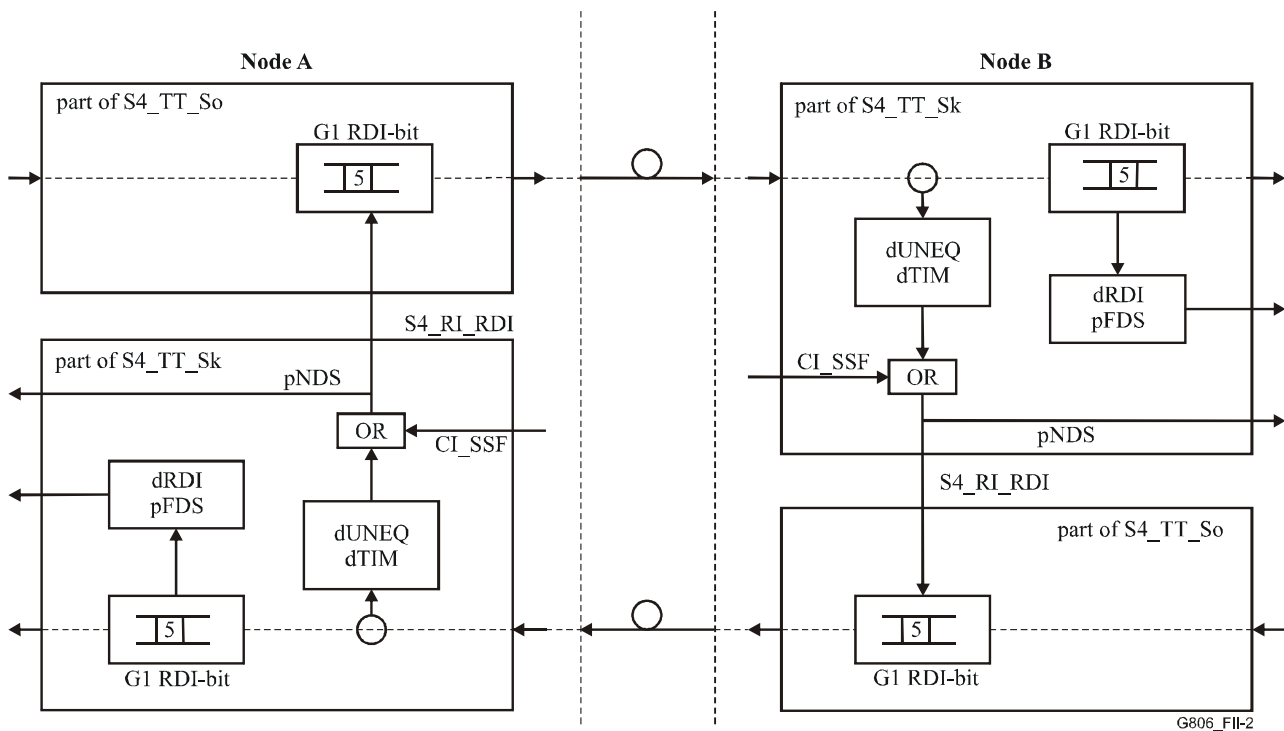 Node A
Node B
part of S4_TT_So
G1 RDI-bit
5
part of S4_TT_Sk
G1 RDI-bit
5
dUNEQ
dTIM
dRDI
pFDS
CI_SSF
OR
pNDS
S4_RI_RDI
S4_RI_RDI
part of S4_TT_Sk
pNDS
OR
CI_SSF
dRDI
pFDS
dUNEQ
dTIM
5
G1 RDI-bit
part of S4_TT_So
5
G1 RDI-bit
G806_FII-2